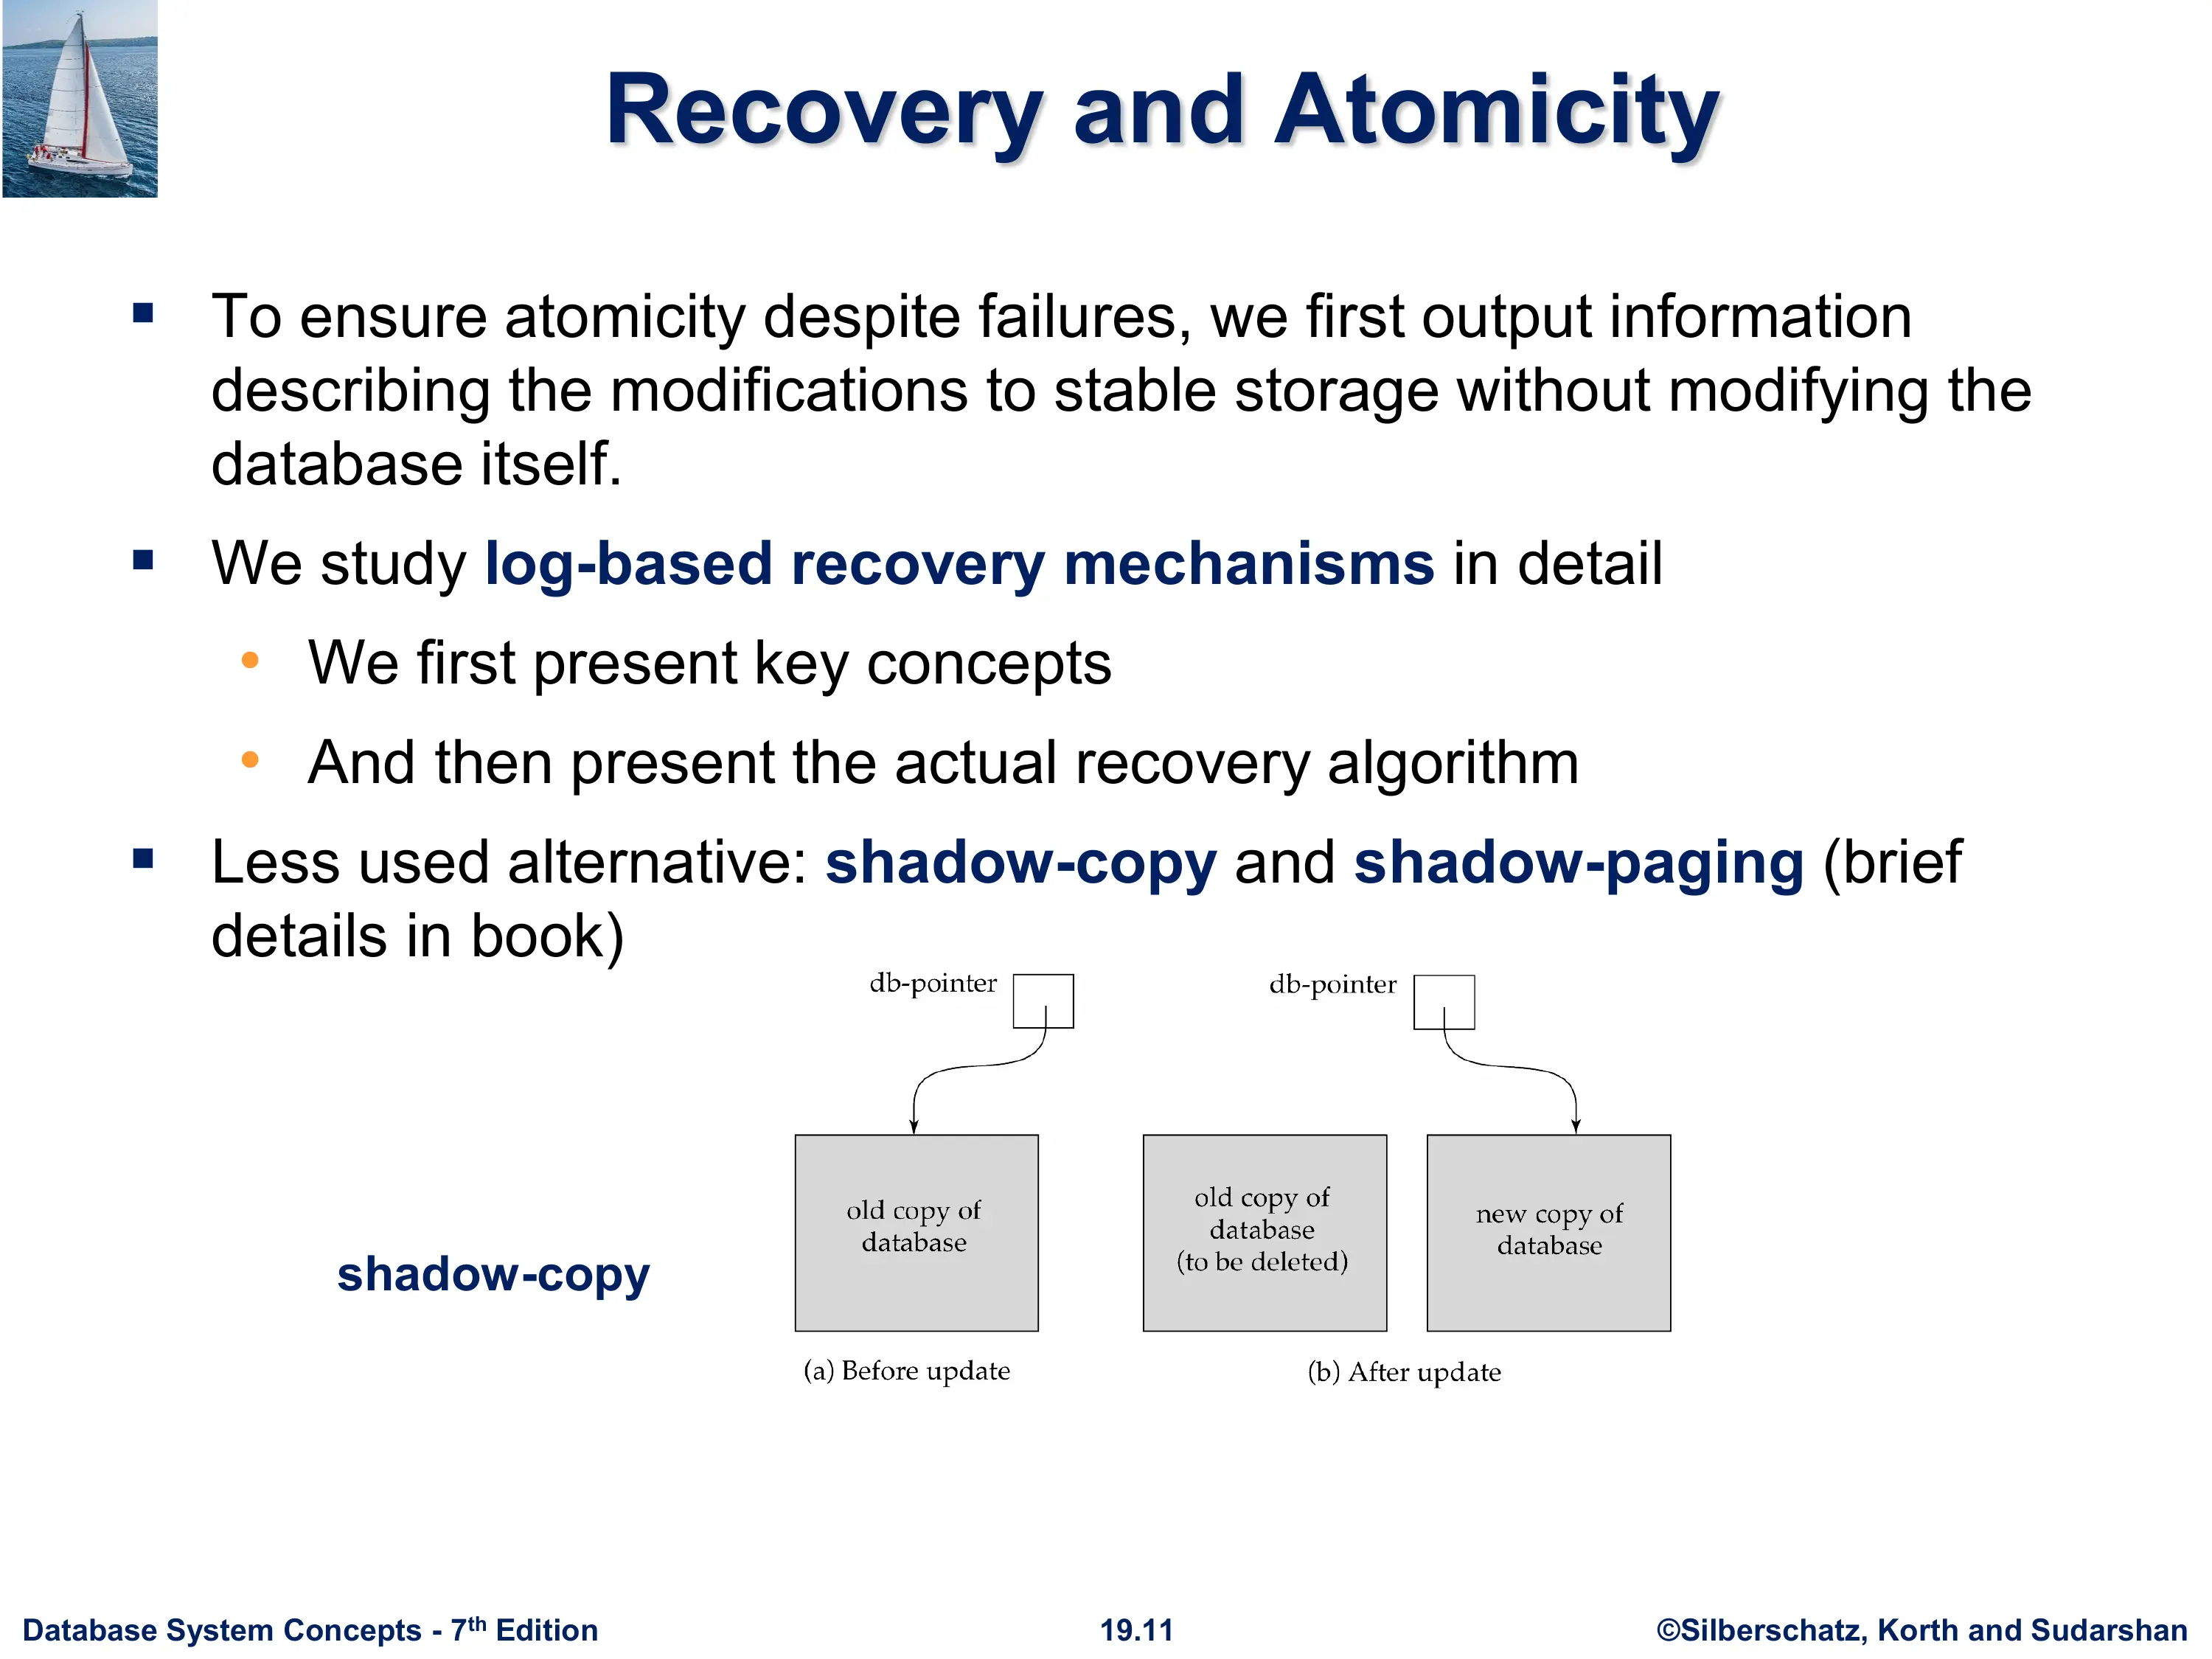 Recovery and Atomicity
▪ To ensure atomicity despite failures, we first output information
describing the modifications to stable storage without modifying the
database itself.
▪ We study log-based recovery mechanisms in detail
• We first present key concepts
• And then present the actual recovery algorithm
▪ Less used alternative: shadow-copy and shadow-paging (brief
details in book)
shadow-copy
db-pointer
old copy of
database
(a) Before update
db-pointer
old copy of
database
(to be deleted)
new copy of
database
(b) After update
Database System Concepts - 7th Edition
19.11
©Silberschatz, Korth and Sudarshan